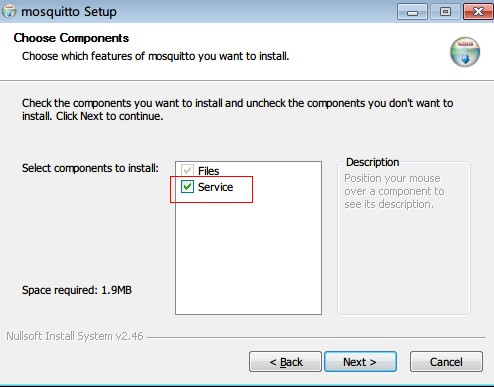 mosquitto Setup
Choose Components
Choose which features of mosquitto you want to install.
Check the components you want to install and uncheck the components you don't want to
install. Click Next to continue.
Select components to install:
Files
Service
Description
Position your mouse
over a component to
see its description.
Space required: 1.9MB
Nullsoft Install System v2.46
< Back
Next >
Cancel